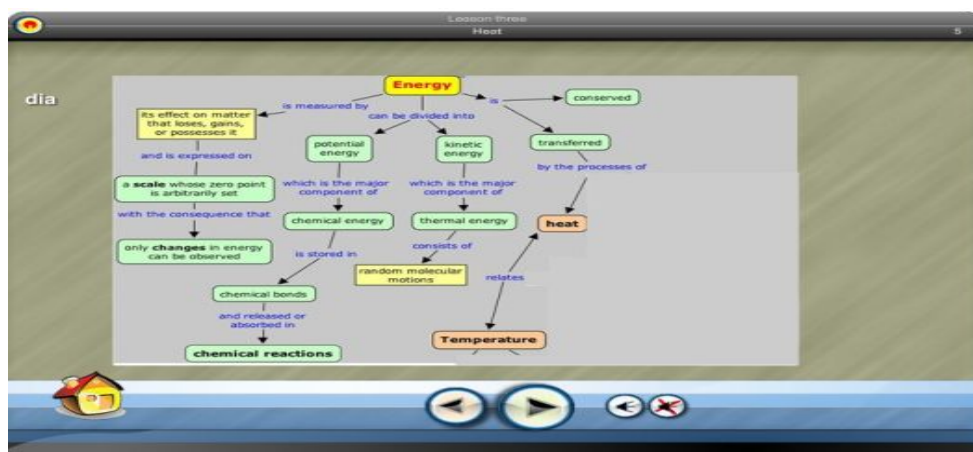 Lesson three
Heat
5
dia
Energy
is measured by
can be divided into
is
conserved
its effect on matter
that loses, gains,
or possesses it
potential
energy
kinetic
energy
transferred
and is expressed on
by the processes of
a scale whose zero point
is arbitrarily set
which is the major
component of
which is the major
component of
with the consequence that
chemical energy
thermal energy
heat
only changes in energy
can be observed
is stored in
consists of
random molecular
motions
relates
chemical bonds
and released or
absorbed in
Temperature
chemical reactions